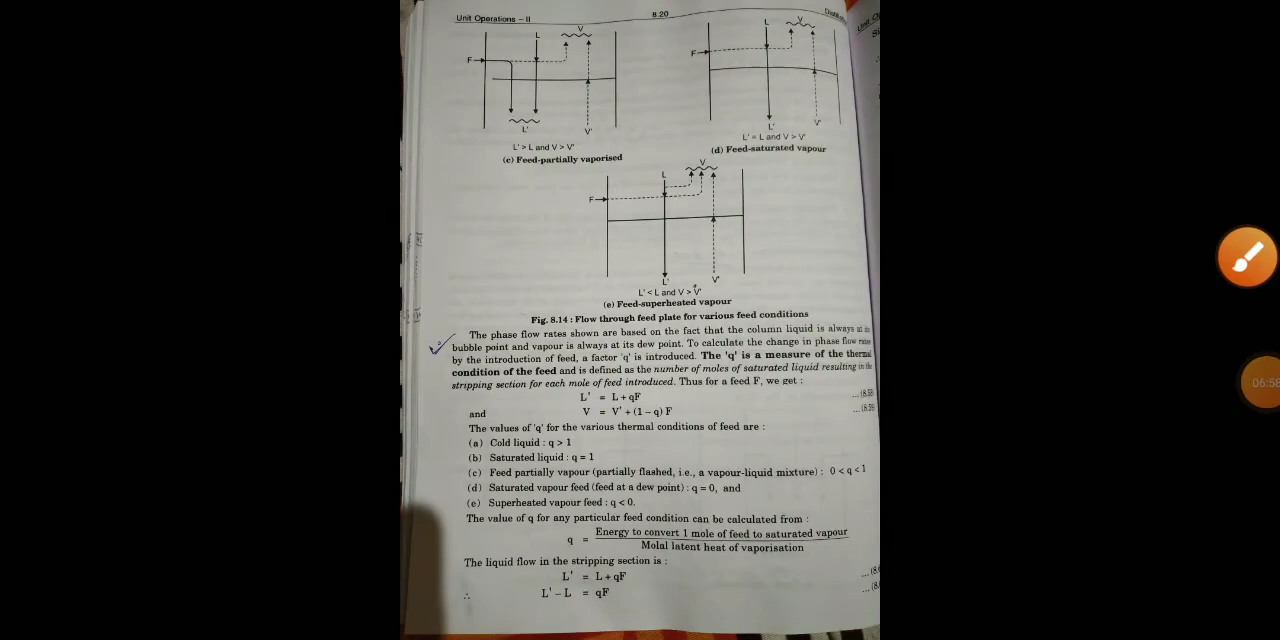 Unit Operations – II 8.20
V
L
F
L'
V'
L' > L and V > V'
(c) Feed-partially vaporised
V
L
F
L'
V'
L' = L and V > V'
(d) Feed-saturated vapour
V
L
F
L'
V'
L' < L and V > V'
(e) Feed-superheated vapour
Fig. 8.14 : Flow through feed plate for various feed conditions
The phase flow rates shown are based on the fact that the column liquid is always at its
bubble point and vapour is always at its dew point. To calculate the change in phase flow rates
by the introduction of feed, a factor 'q' is introduced. The 'q' is a measure of the thermal
condition of the feed and is defined as the number of moles of saturated liquid resulting in the
stripping section for each mole of feed introduced. Thus for a feed F, we get :
L' = L + qF
and V = V' + (1 – q) F
The values of 'q' for the various thermal conditions of feed are :
(a) Cold liquid : q > 1
(b) Saturated liquid : q = 1
(c) Feed partially vapour (partially flashed, i.e., a vapour-liquid mixture) : 0 < q < 1
(d) Saturated vapour feed (feed at a dew point) : q = 0, and
(e) Superheated vapour feed : q < 0.
The value of q for any particular feed condition can be calculated from :
q = Energy to convert 1 mole of feed to saturated vapour
Molal latent heat of vaporisation
The liquid flow in the stripping section is :
L' = L + qF
∴ L' – L = qF
06:58